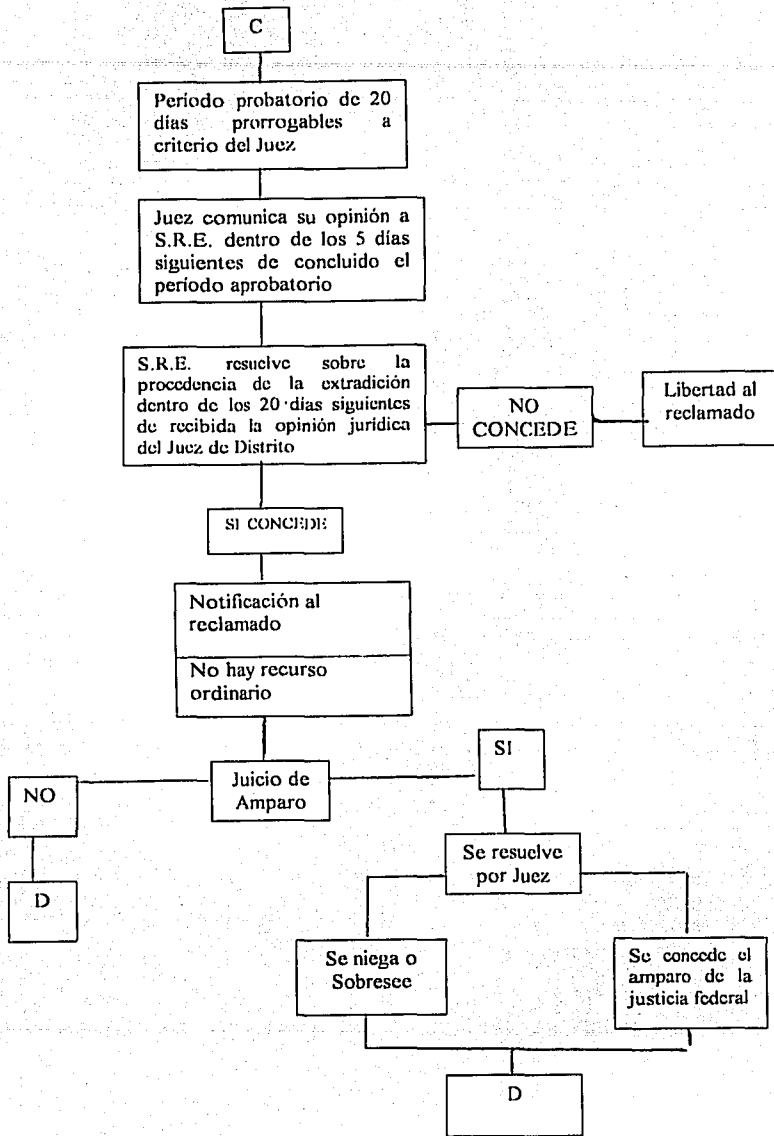 C
Período probatorio de 20
días prorrogables a
criterio del Juez
Juez comunica su opinión a
S.R.E. dentro de los 5 días
siguientes de concluido el
período aprobatorio
S.R.E. resuelve sobre la
procedencia de la extradición
dentro de los 20 días siguientes
de recibida la opinión jurídica
del Juez de Distrito
NO
CONCEDE
Libertad al
reclamado
SI CONCEDE
Notificación al
reclamado
No hay recurso
ordinario
Juicio de
Amparo
SI
NO
Se resuelve
por Juez
D
Se niega o
Sobresee
Se concede el
amparo de la
justicia federal
D